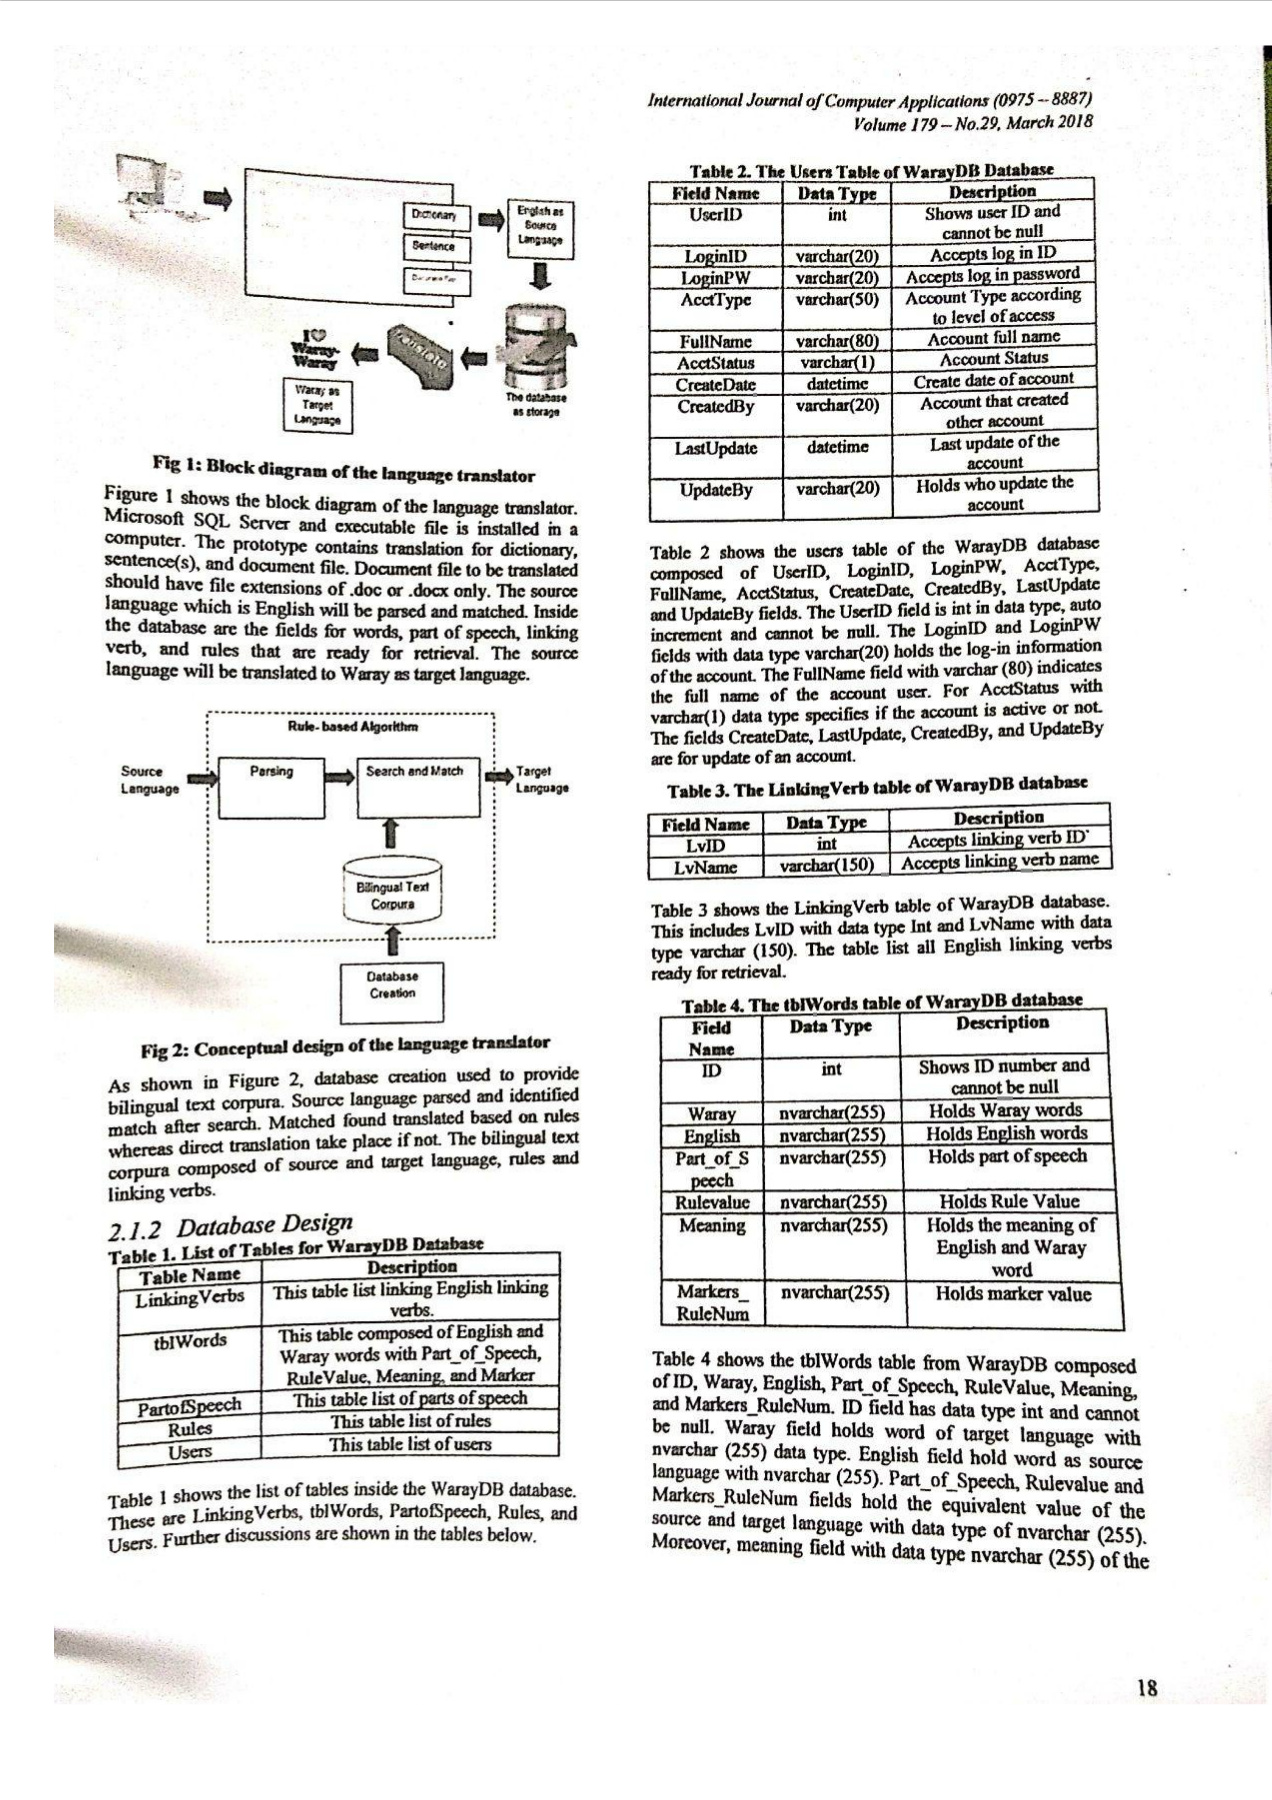 International Journal of Computer Applications (0975 – 8887)
Volume 179 – No.29, March 2018
Dictionary
Sentence
English as
Source
Language
The database
as storage
Translate
I
Waray-
Waray
Waray as
Target
Language
Fig 1: Block diagram of the language translator
Figure 1 shows the block diagram of the language translator.
Microsoft SQL Server and executable file is installed in a
computer. The prototype contains translation for dictionary,
sentence(s), and document file. Document file to be translated
should have file extensions of .doc or .docx only. The source
language which is English will be parsed and matched. Inside
the database are the fields for words, part of speech, linking
verb, and rules that are ready for retrieval. The source
language will be translated to Waray as target language.
Rule-based Algorithm
Source
Language
Parsing
Search and Match
Target
Language
Bilingual Text
Corpura
Database
Creation
Fig 2: Conceptual design of the language translator
As shown in Figure 2, database creation used to provide
bilingual text corpura. Source language parsed and identified
match after search. Matched found translated based on rules
whereas direct translation take place if not. The bilingual text
corpura composed of source and target language, rules and
linking verbs.
2.1.2 Database Design
Table 1. List of Tables for WarayDB Database
Table Name Description
LinkingVerbs This table list linking English linking
verbs.
tblWords This table composed of English and
Waray words with Part_of_Speech,
RuleValue, Meaning, and Marker
PartofSpeech This table list of parts of speech
Rules This table list of rules
Users This table list of users
Table 1 shows the list of tables inside the WarayDB database.
These are LinkingVerbs, tblWords, PartofSpeech, Rules, and
Users. Further discussions are shown in the tables below.
Table 2. The Users Table of WarayDB Database
Field Name Data Type Description
UserID int Shows user ID and
cannot be null
LoginID varchar(20) Accepts log in ID
LoginPW varchar(20) Accepts log in password
AcctType varchar(50) Account Type according
to level of access
FullName varchar(80) Account full name
AcctStatus varchar(1) Account Status
CreateDate datetime Create date of account
CreatedBy varchar(20) Account that created
other account
LastUpdate datetime Last update of the
account
UpdateBy varchar(20) Holds who update the
account
Table 2 shows the users table of the WarayDB database
composed of UserID, LoginID, LoginPW, AcctType,
FullName, AcctStatus, CreateDate, CreatedBy, LastUpdate
and UpdateBy fields. The UserID field is int in data type, auto
increment and cannot be null. The LoginID and LoginPW
fields with data type varchar(20) holds the log-in information
of the account. The FullName field with varchar (80) indicates
the full name of the account user. For AcctStatus with
varchar(1) data type specifies if the account is active or not.
The fields CreateDate, LastUpdate, CreatedBy, and UpdateBy
are for update of an account.
Table 3. The LinkingVerb table of WarayDB database
Field Name Data Type Description
LvID int Accepts linking verb ID
LvName varchar(150) Accepts linking verb name
Table 3 shows the LinkingVerb table of WarayDB database.
This includes LvID with data type Int and LvName with data
type varchar (150). The table list all English linking verbs
ready for retrieval.
Table 4. The tblWords table of WarayDB database
Field Data Type Description
Name
ID int Shows ID number and
cannot be null
Waray nvarchar(255) Holds Waray words
English nvarchar(255) Holds English words
Part_of_S nvarchar(255) Holds part of speech
peech
Rulevalue nvarchar(255) Holds Rule Value
Meaning nvarchar(255) Holds the meaning of
English and Waray
word
Markers_ nvarchar(255) Holds marker value
RuleNum
Table 4 shows the tblWords table from WarayDB composed
of ID, Waray, English, Part_of_Speech, RuleValue, Meaning,
and Markers_RuleNum. ID field has data type int and cannot
be null. Waray field holds word of target language with
nvarchar (255) data type. English field hold word as source
language with nvarchar (255). Part_of_Speech, Rulevalue and
Markers_RuleNum fields hold the equivalent value of the
source and target language with data type of nvarchar (255).
Moreover, meaning field with data type nvarchar (255) of the
18